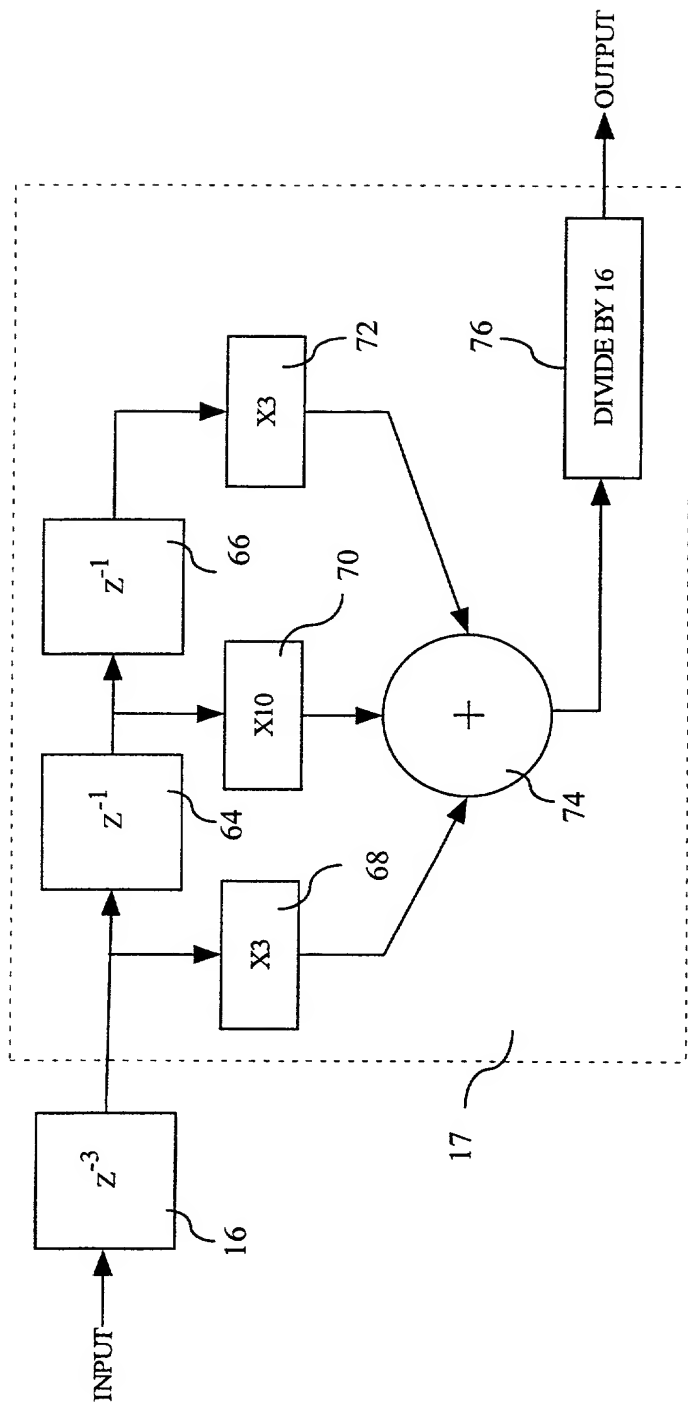 INPUT
z⁻³
16
z⁻¹
64
z⁻¹
66
X3
68
X10
70
X3
72
+
74
DIVIDE BY 16
76
OUTPUT
17